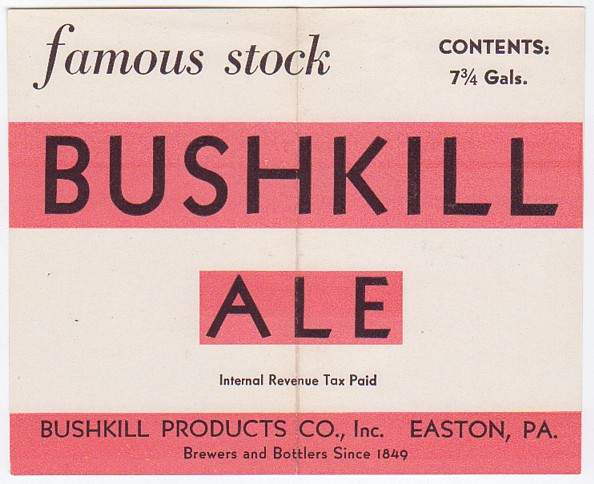 famous stock
CONTENTS:
7¾ Gals.
BUSHKILL
ALE
Internal Revenue Tax Paid
BUSHKILL PRODUCTS CO., Inc. EASTON, PA.
Brewers and Bottlers Since 1849